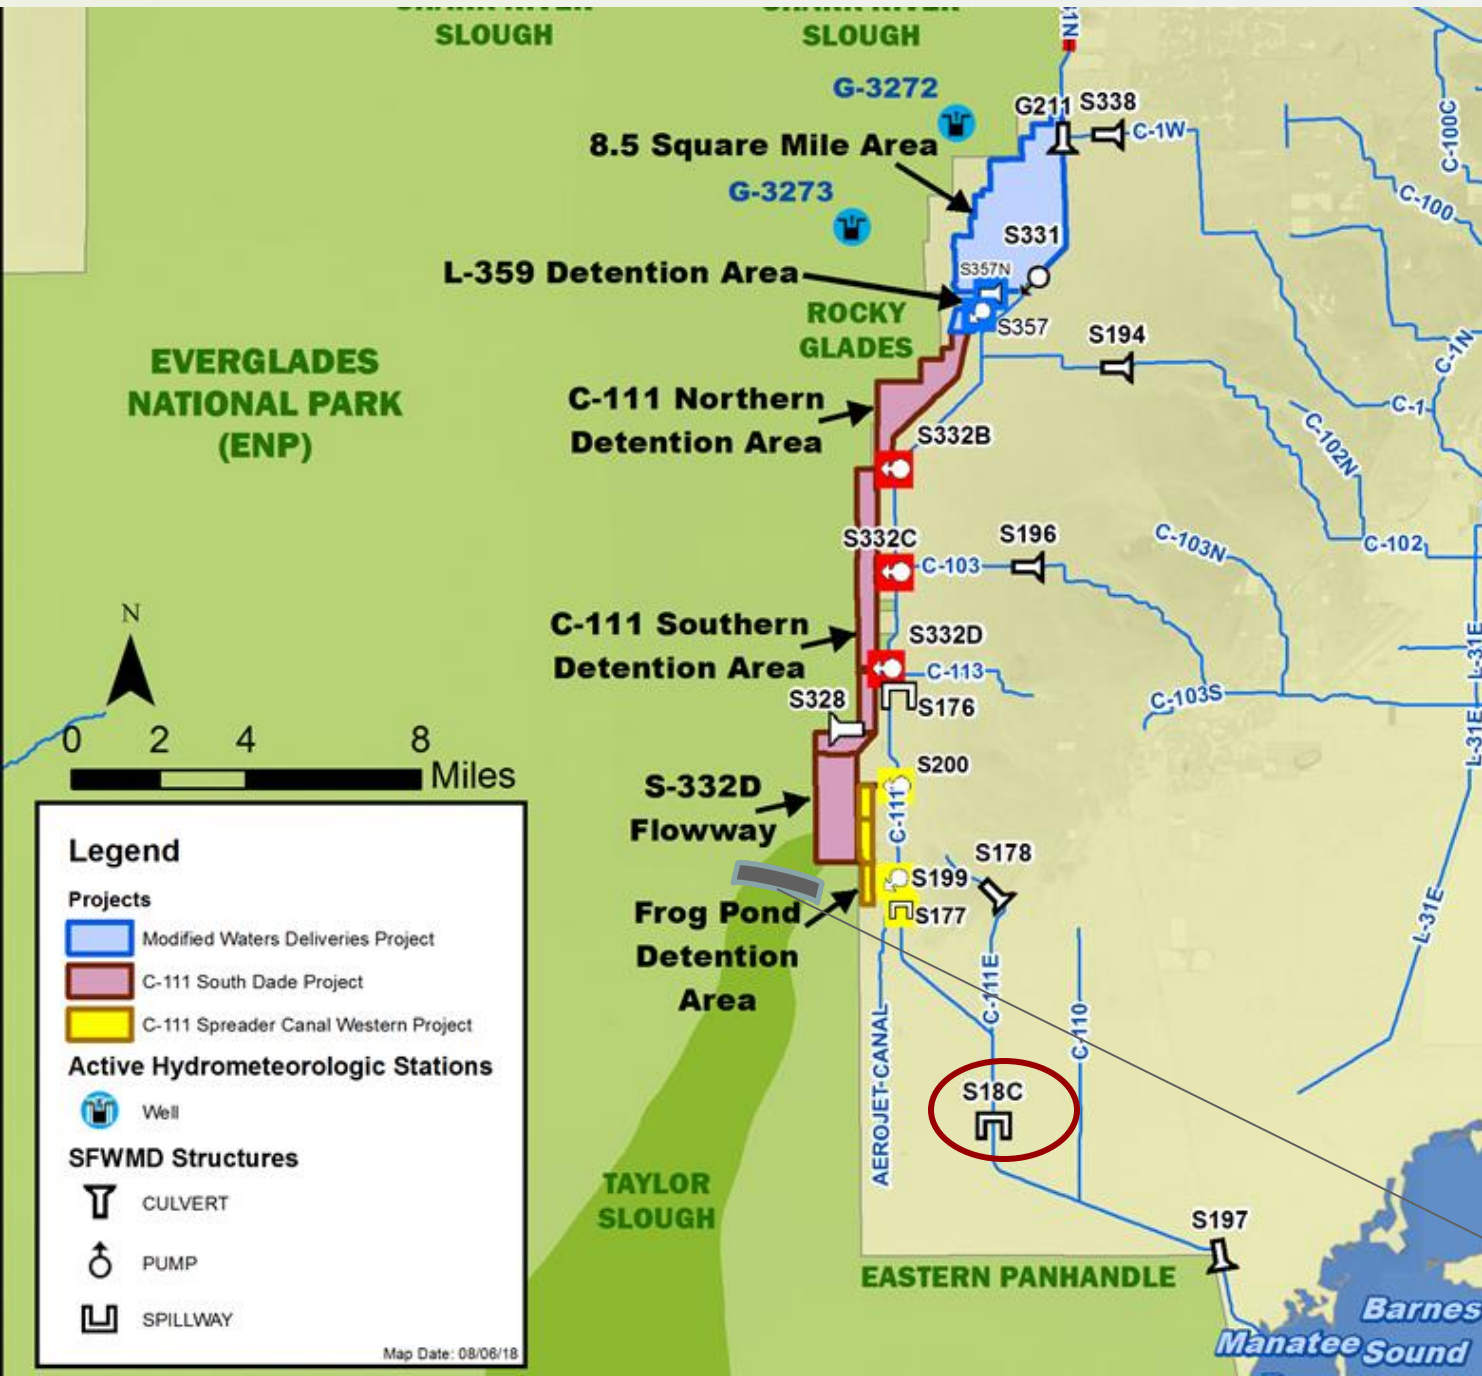 SLOUGH
SLOUGH
1N
G-3272
G211
S338
C-1W
C-100C
8.5 Square Mile Area
G-3273
C-100
S331
L-359 Detention Area
S357N
ROCKY
GLADES
S357
S194
C-1N
EVERGLADES
NATIONAL PARK
(ENP)
C-111 Northern
Detention Area
C-1
S332B
C-102N
S332C
S196
C-103
C-103N
C-102
N
C-111 Southern
Detention Area
S332D
C-113
L-31E
S328
S176
C-103S
L-31E
0 2 4 8
Miles
S200
S-332D
Flowway
C-111
S178
S199
S177
Frog Pond
Detention
Area
L-31E
C-111E
C-110
AEROJET CANAL
S18C
TAYLOR
SLOUGH
S197
EASTERN PANHANDLE
Barnes
Sound
Manatee
Legend
Projects
Modified Waters Deliveries Project
C-111 South Dade Project
C-111 Spreader Canal Western Project
Active Hydrometeorologic Stations
Well
SFWMD Structures
CULVERT
PUMP
SPILLWAY
Map Date: 08/06/18